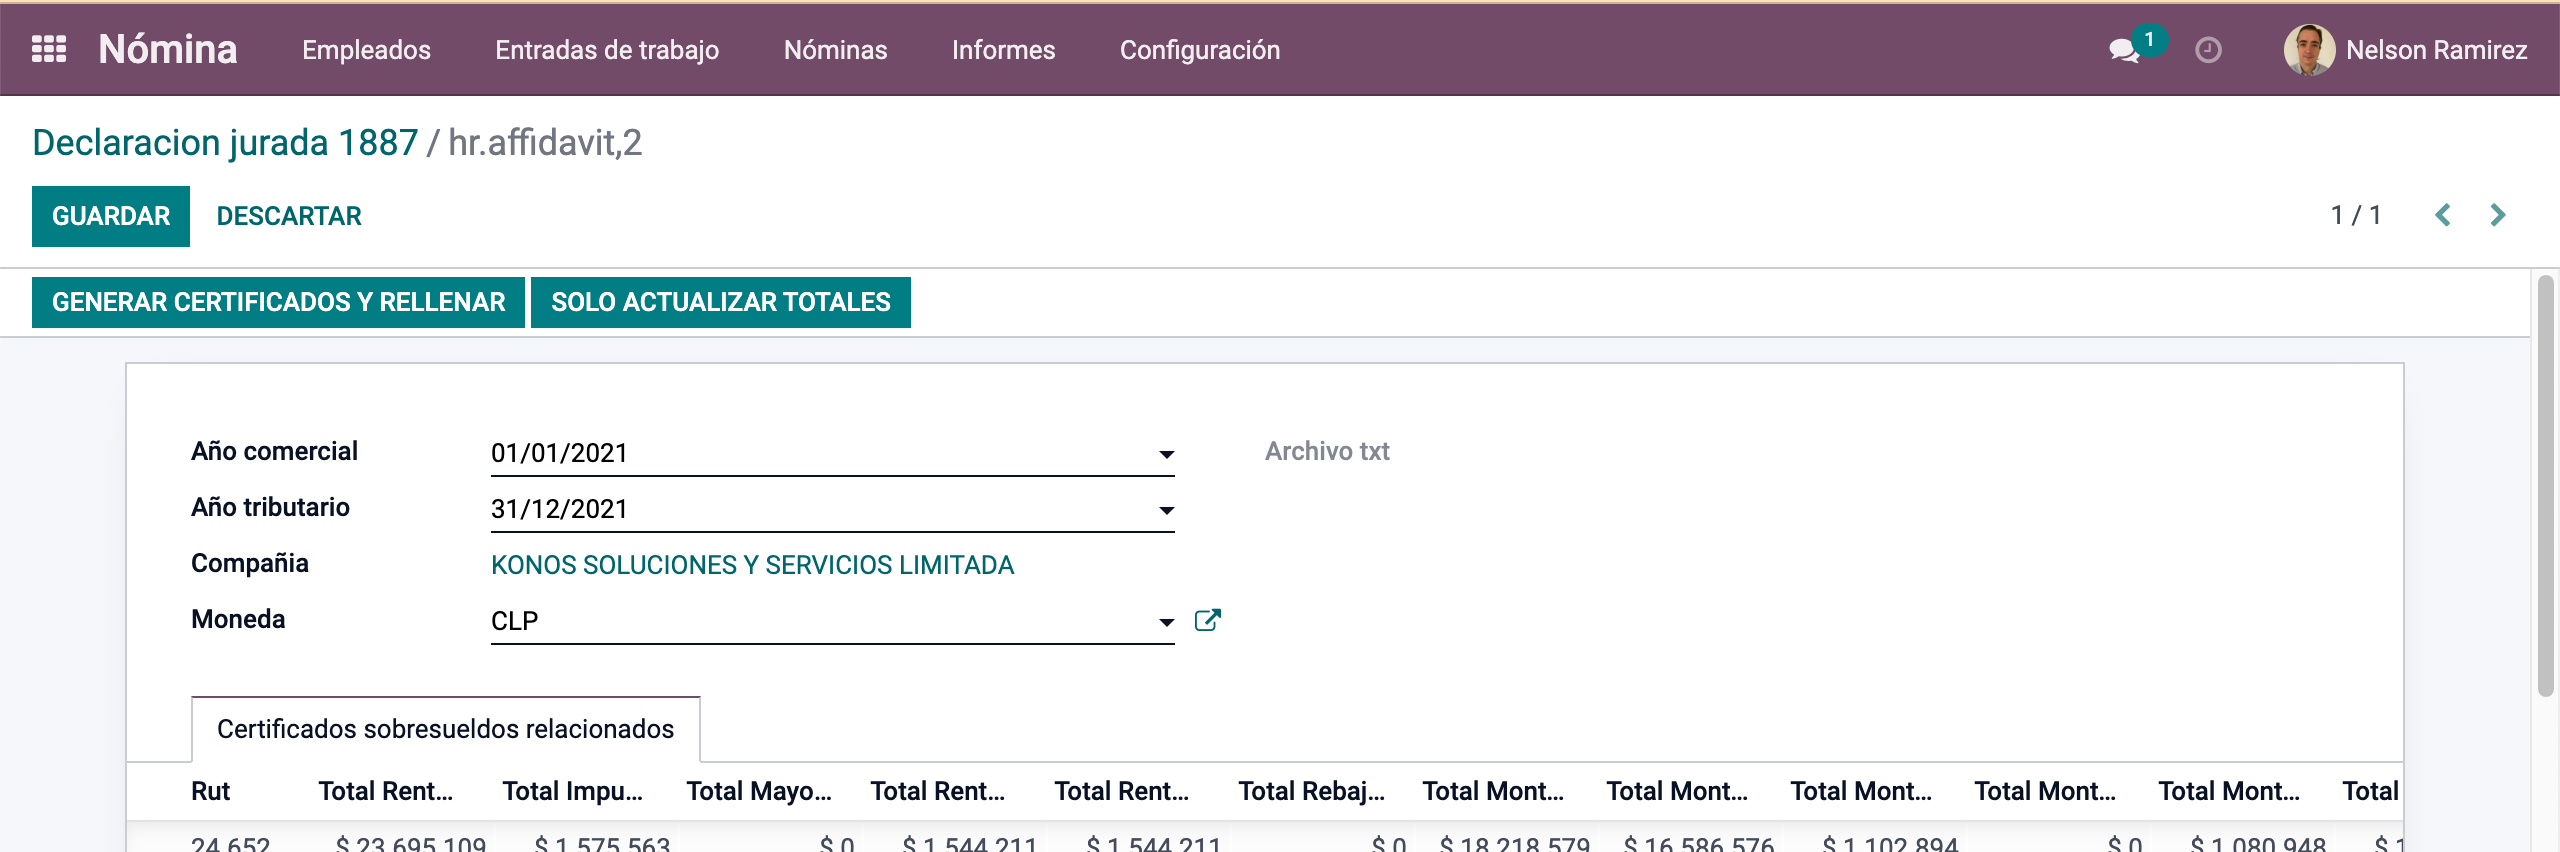 Nómina Empleados Entradas de trabajo Nóminas Informes Configuración 1 Nelson Ramirez
Declaracion jurada 1887 / hr.affidavit,2
GUARDAR DESCARTAR 1 / 1
GENERAR CERTIFICADOS Y RELLENAR SOLO ACTUALIZAR TOTALES
Año comercial 01/01/2021 Archivo txt
Año tributario 31/12/2021
Compañia KONOS SOLUCIONES Y SERVICIOS LIMITADA
Moneda CLP
Certificados sobresueldos relacionados
Rut Total Rent... Total Impu... Total Mayo... Total Rent... Total Rent... Total Rebaj... Total Mont... Total Mont... Total Mont... Total Mont... Total Mont... Total
24.652 $ 23.695.109 $ 1.575.563 $ 0 $ 1.544.211 $ 1.544.211 $ 0 $ 18.218.579 $ 16.586.576 $ 1.102.894 $ 0 $ 1.080.948 $ 1